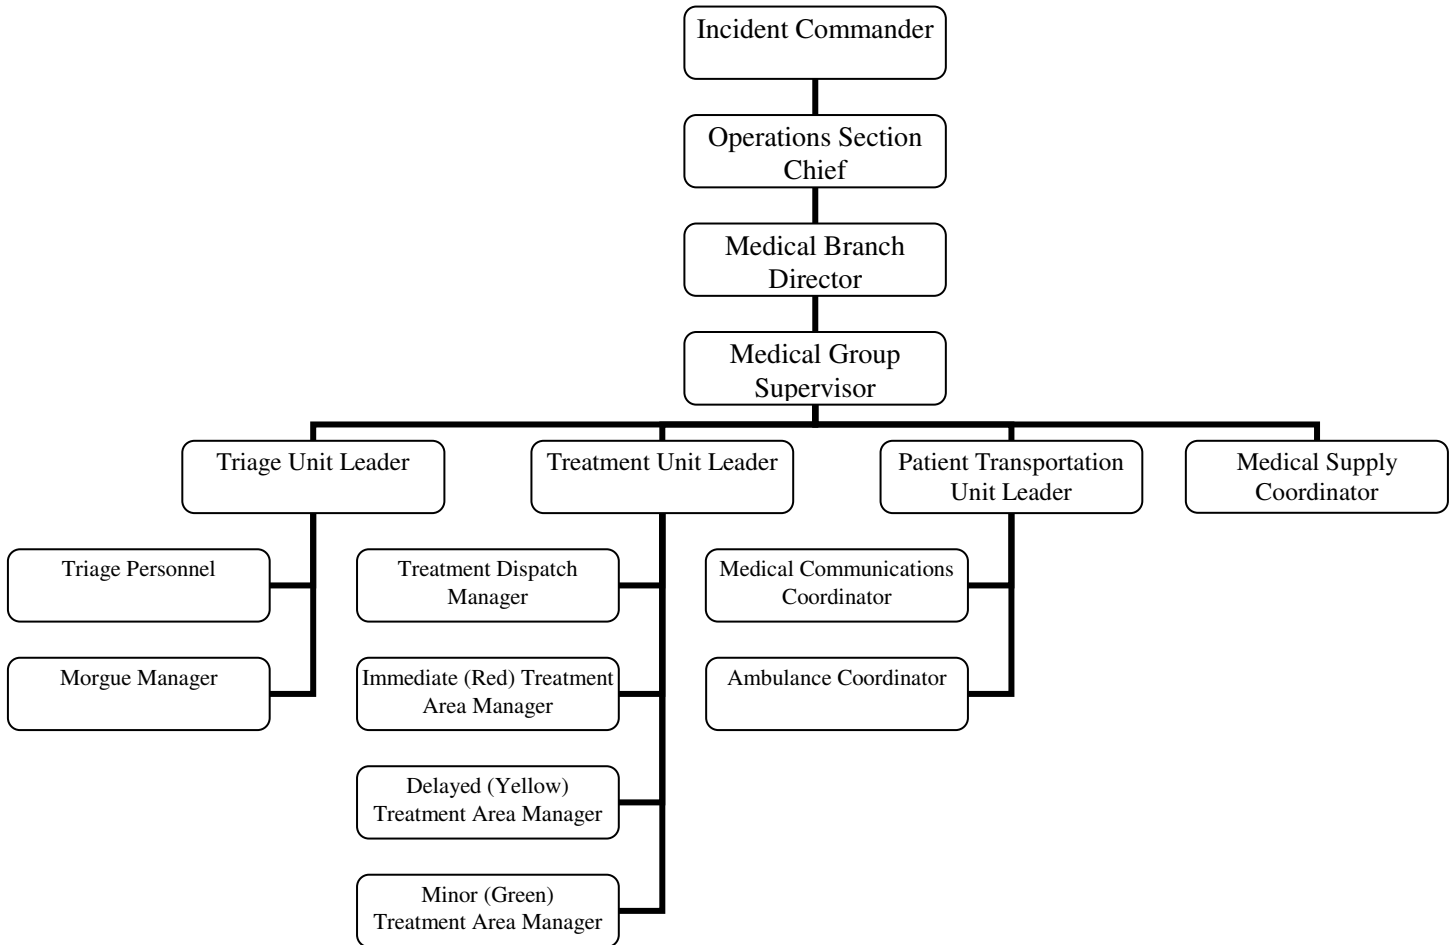 Incident Commander
Operations Section
Chief
Medical Branch
Director
Medical Group
Supervisor
Triage Unit Leader
Treatment Unit Leader
Patient Transportation
Unit Leader
Medical Supply
Coordinator
Triage Personnel
Morgue Manager
Treatment Dispatch
Manager
Immediate (Red) Treatment
Area Manager
Delayed (Yellow)
Treatment Area Manager
Minor (Green)
Treatment Area Manager
Medical Communications
Coordinator
Ambulance Coordinator